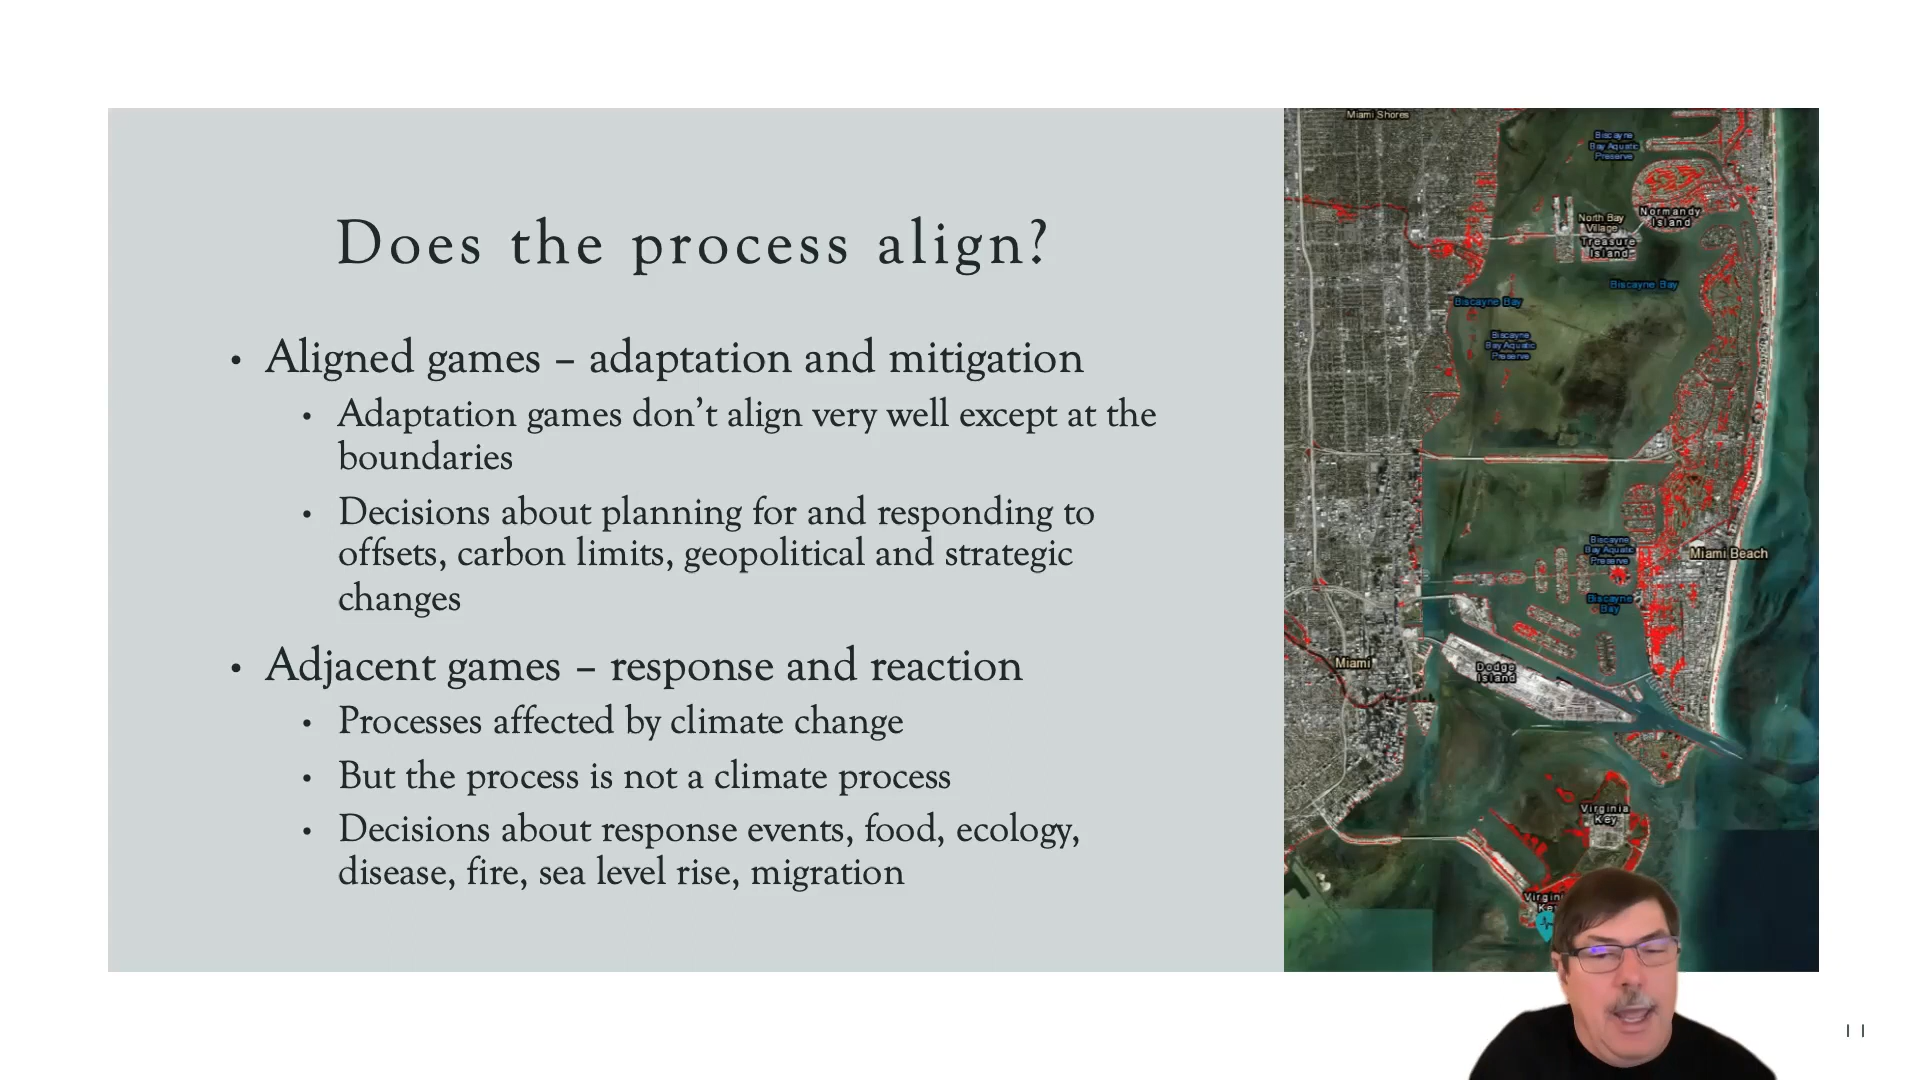 Does the process align?
• Aligned games – adaptation and mitigation
• Adaptation games don’t align very well except at the
boundaries
• Decisions about planning for and responding to
offsets, carbon limits, geopolitical and strategic
changes
• Adjacent games – response and reaction
• Processes affected by climate change
• But the process is not a climate process
• Decisions about response events, food, ecology,
disease, fire, sea level rise, migration
Miami Shores
Biscayne
Bay Aquatic
Preserve
Normandy
Island
North Bay
Village
Treasure
Island
Biscayne Bay
Biscayne Bay
Biscayne
Bay Aquatic
Preserve
Biscayne
Bay Aquatic
Preserve
Miami Beach
Biscayne
Bay
Miami
Dodge
Island
Virginia
Key
11